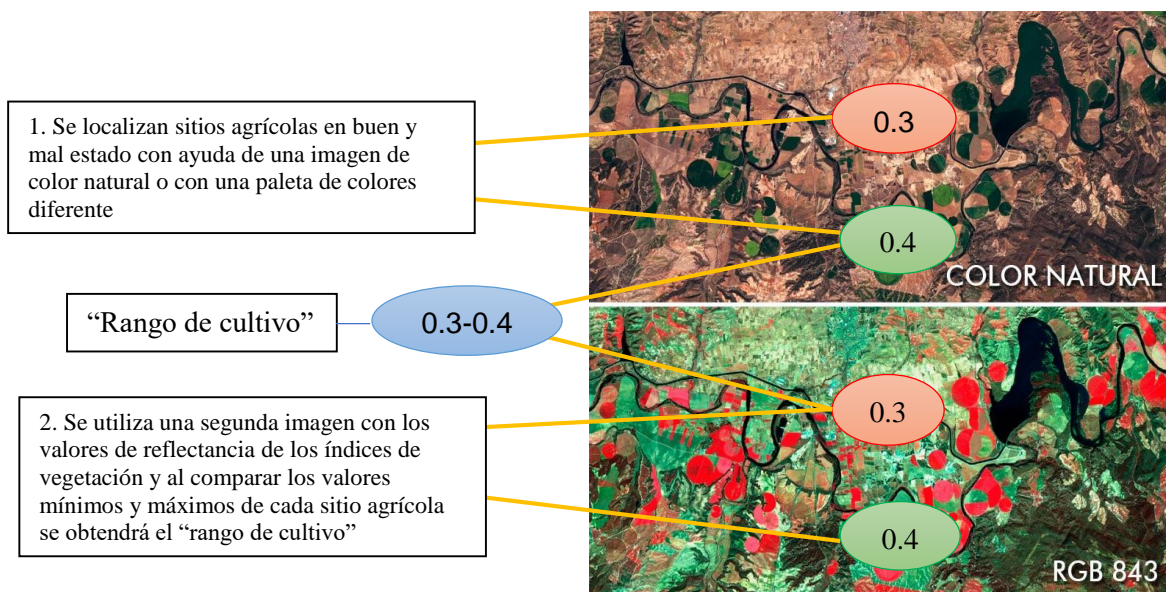 1. Se localizan sitios agrícolas en buen y
mal estado con ayuda de una imagen de
color natural o con una paleta de colores
diferente
0.3
0.4
COLOR NATURAL
“Rango de cultivo”
0.3-0.4
2. Se utiliza una segunda imagen con los
valores de reflectancia de los índices de
vegetación y al comparar los valores
mínimos y máximos de cada sitio agrícola
se obtendrá el “rango de cultivo”
0.3
0.4
RGB 843